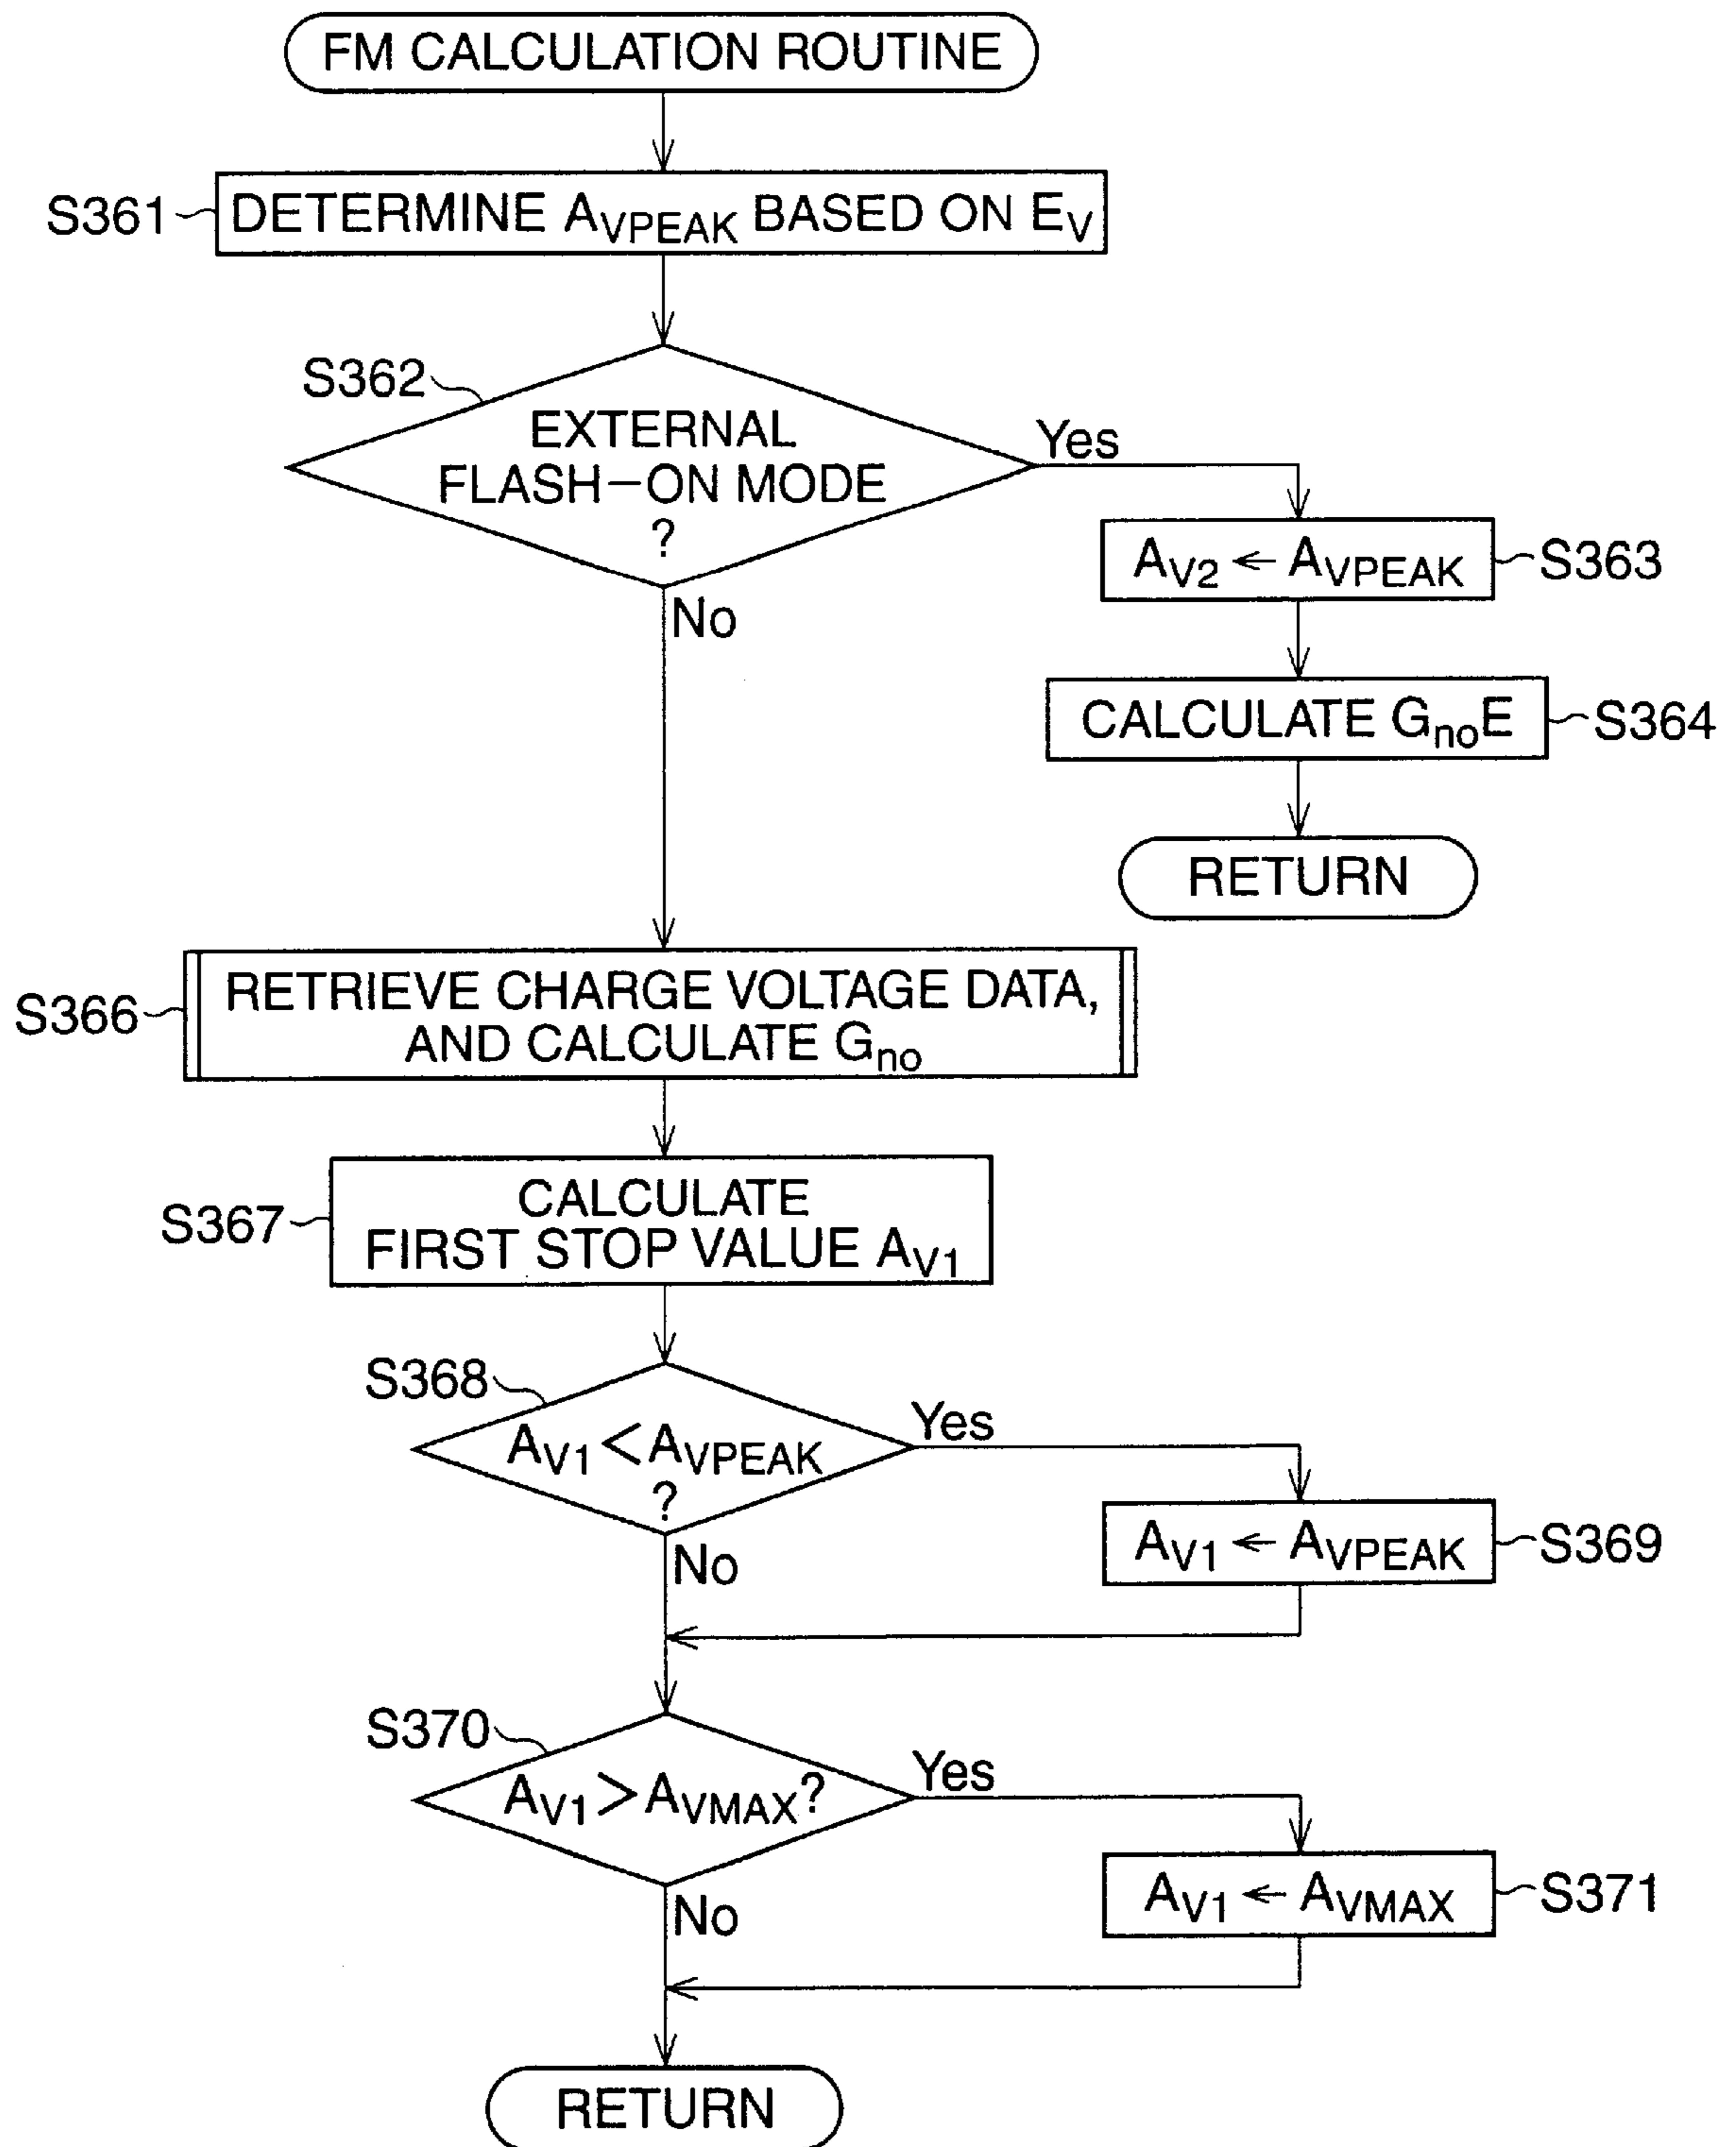 FM CALCULATION ROUTINE
S361
DETERMINE AVPEAK BASED ON EV
S362
EXTERNAL
FLASH-ON MODE
?
Yes
No
AV2 ← AVPEAK
S363
CALCULATE GnoE
S364
RETURN
S366
RETRIEVE CHARGE VOLTAGE DATA,
AND CALCULATE Gno
S367
CALCULATE
FIRST STOP VALUE AV1
S368
AV1 < AVPEAK
?
Yes
No
AV1 ← AVPEAK
S369
S370
AV1 > AVMAX?
Yes
No
AV1 ← AVMAX
S371
RETURN